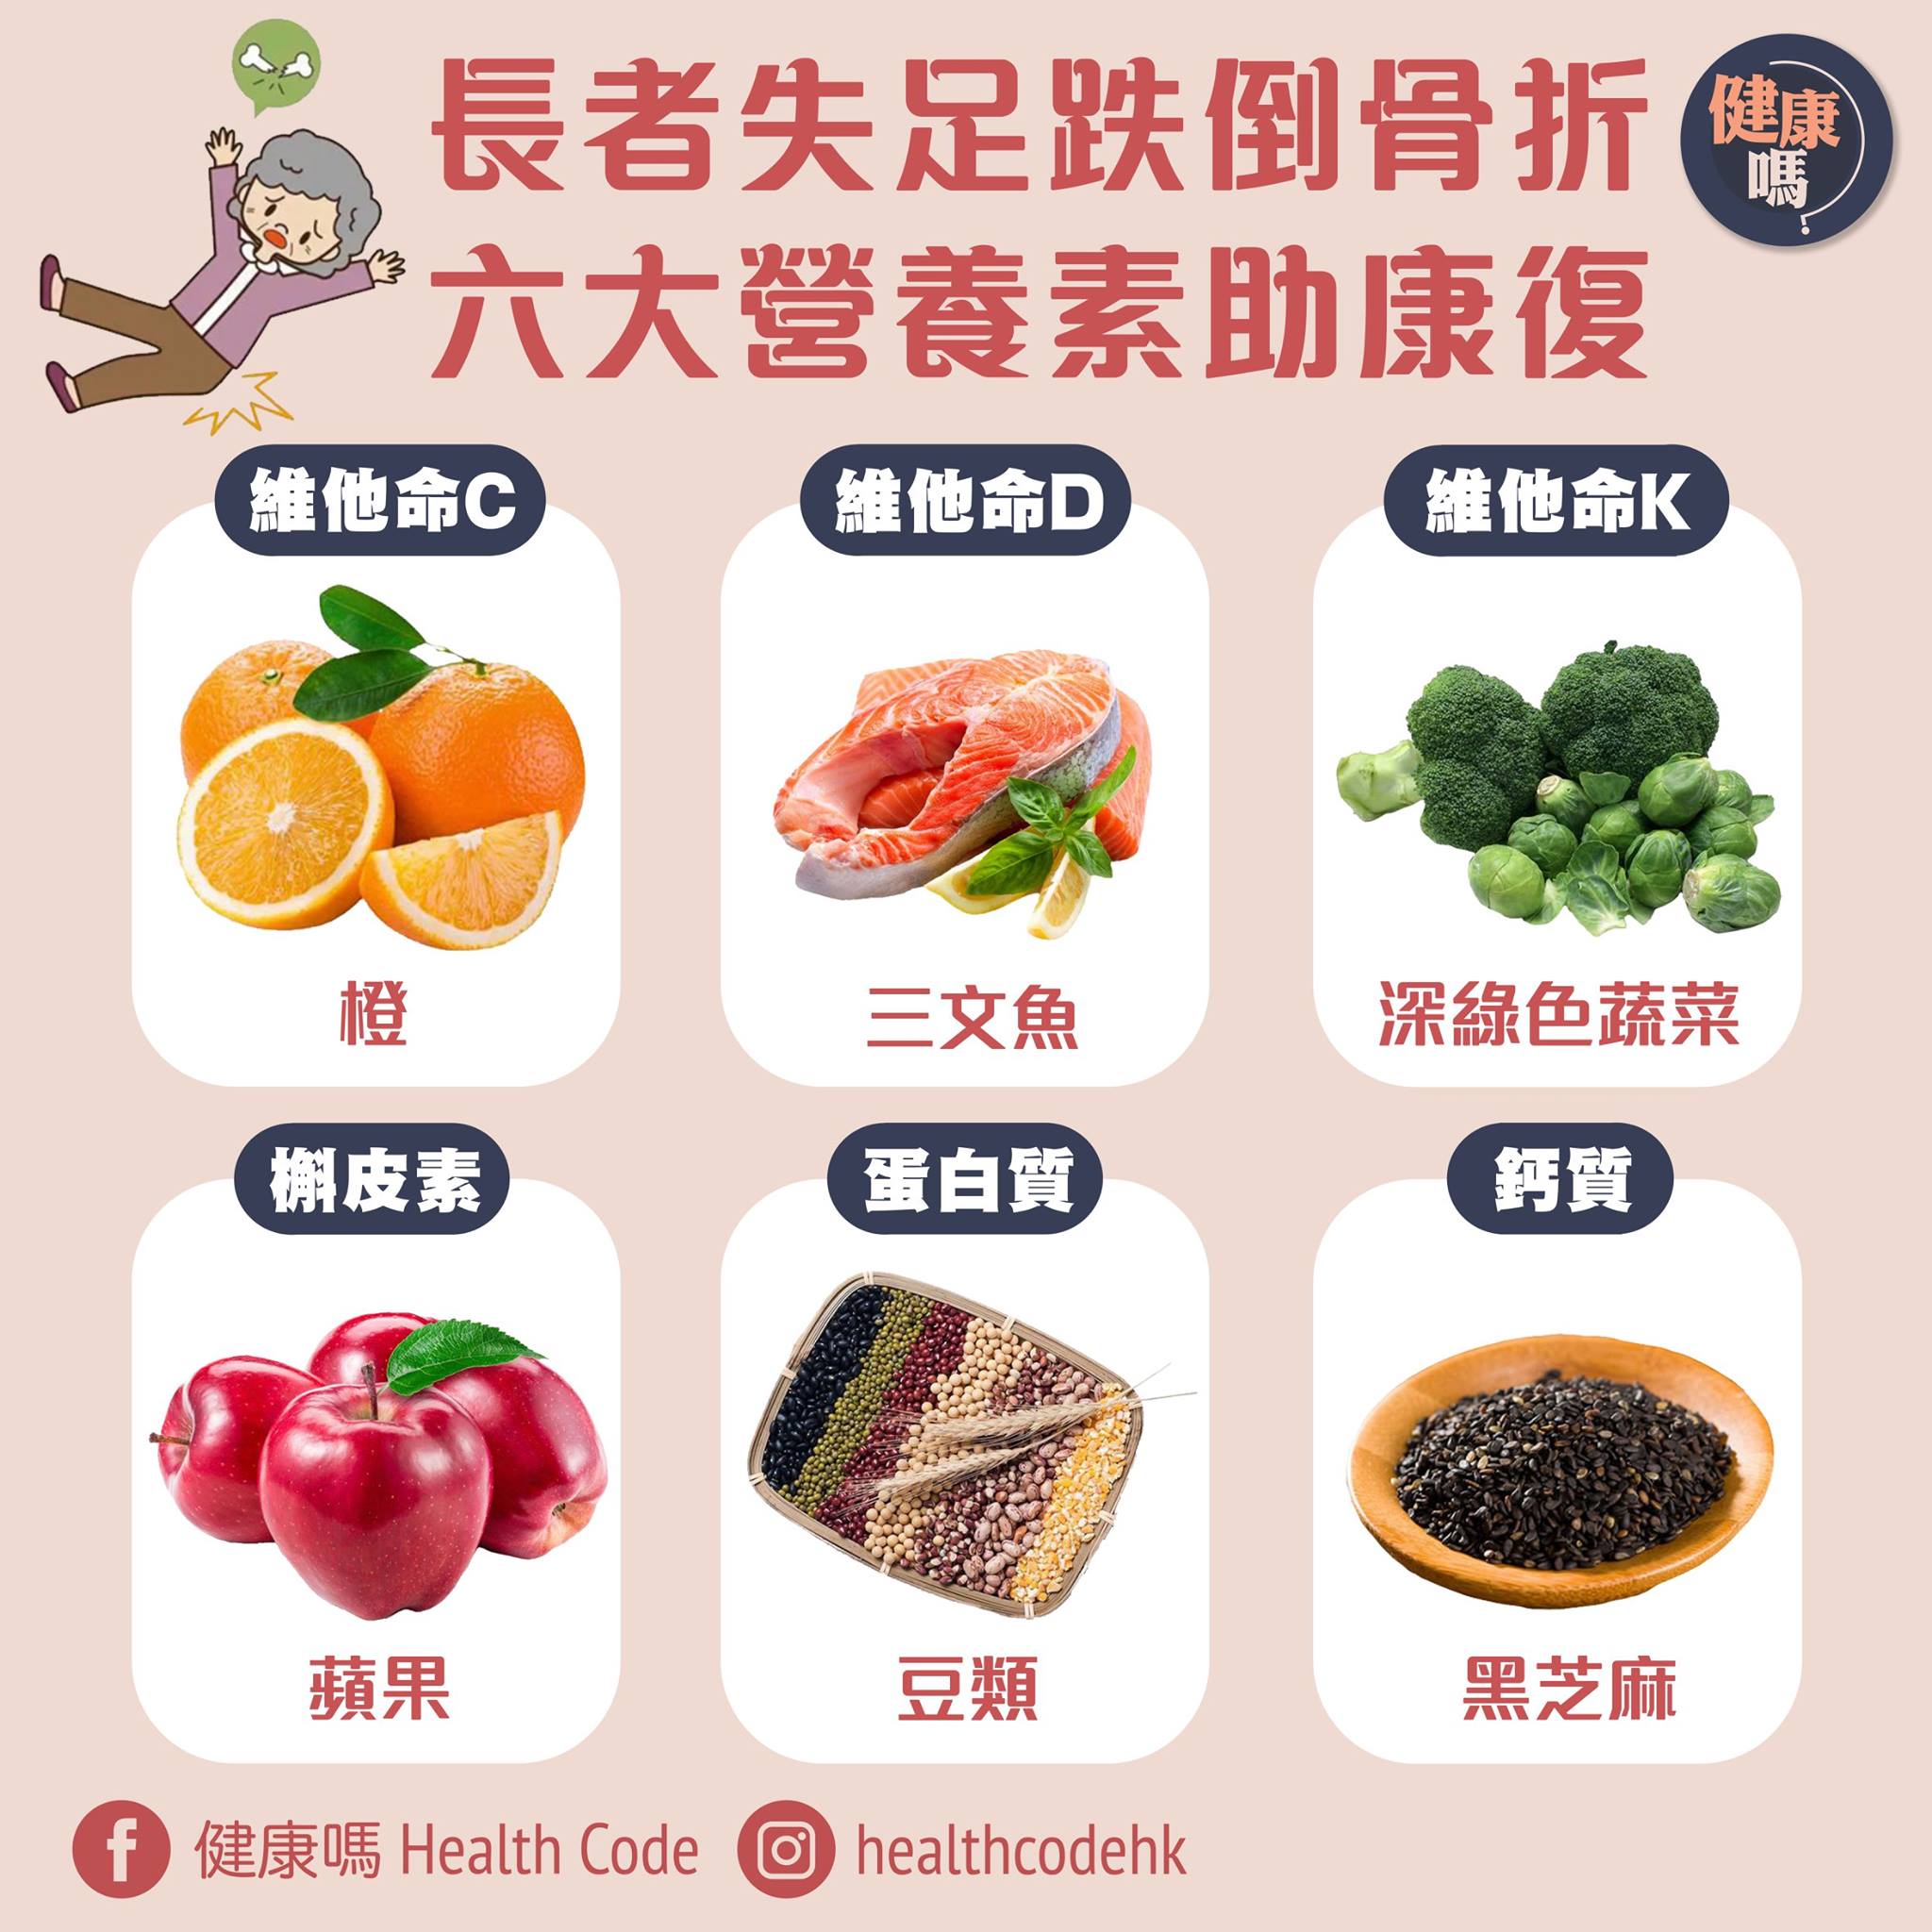 長者失足跌倒骨折
六大營養素助康復
健康
嗎?
維他命C
維他命D
維他命K
橙
三文魚
深綠色蔬菜
槲皮素
蛋白質
鈣質
蘋果
豆類
黑芝麻
健康嗎 Health Code
healthcodehk